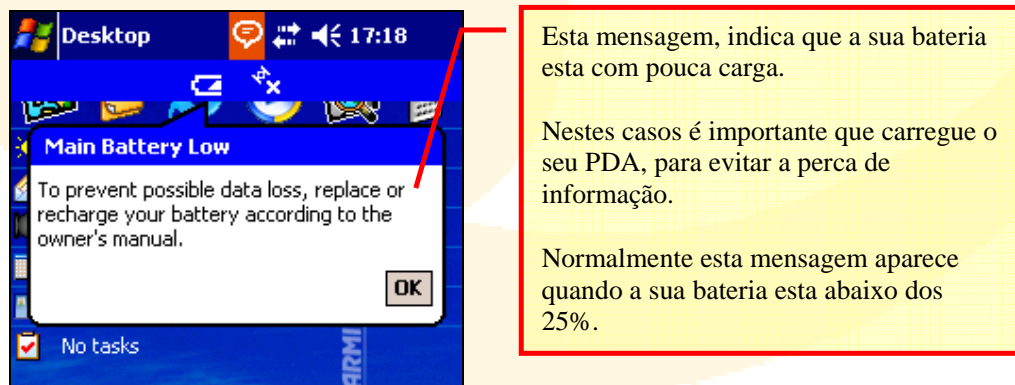 Desktop
17:18
Main Battery Low
To prevent possible data loss, replace or
recharge your battery according to the
owner's manual.
OK
No tasks
ARMI
Esta mensagem, indica que a sua bateria
esta com pouca carga.
Nestes casos é importante que carregue o
seu PDA, para evitar a perca de
informação.
Normalmente esta mensagem aparece
quando a sua bateria esta abaixo dos
25%.